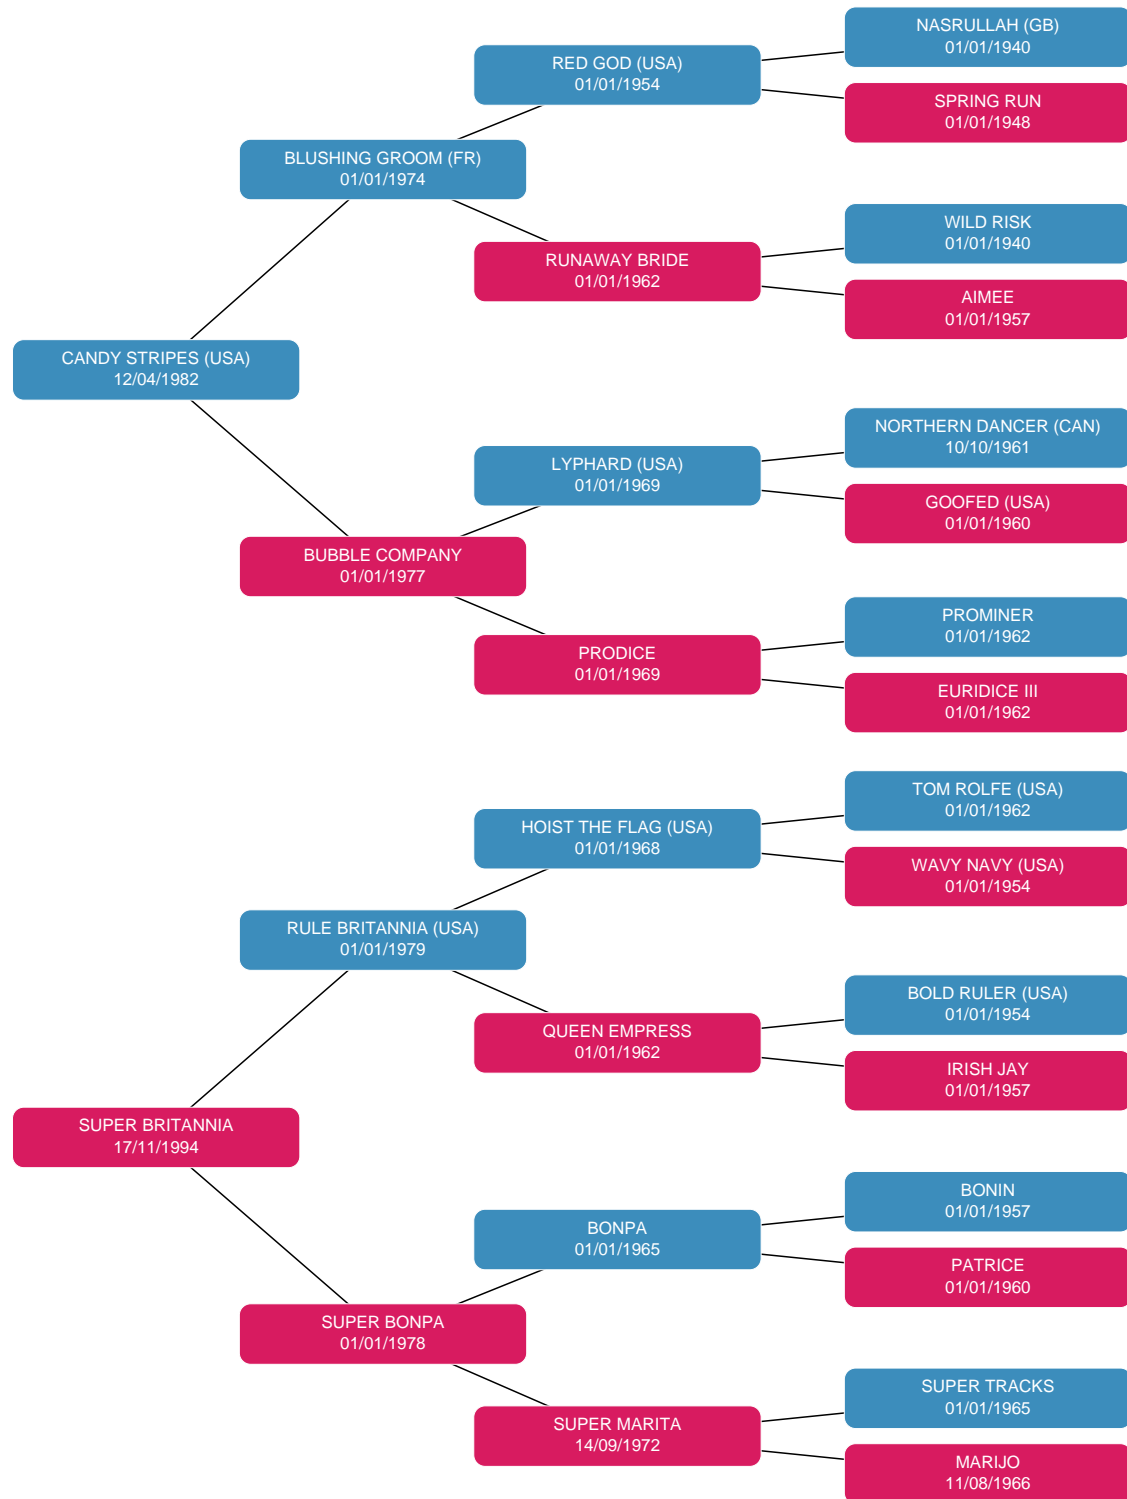 NASRULLAH (GB)
01/01/1940
RED GOD (USA)
01/01/1954
SPRING RUN
01/01/1948
BLUSHING GROOM (FR)
01/01/1974
WILD RISK
01/01/1940
RUNAWAY BRIDE
01/01/1962
AIMEE
01/01/1957
CANDY STRIPES (USA)
12/04/1982
NORTHERN DANCER (CAN)
10/10/1961
LYPHARD (USA)
01/01/1969
GOOFED (USA)
01/01/1960
BUBBLE COMPANY
01/01/1977
PROMINER
01/01/1962
PRODICE
01/01/1969
EURIDICE III
01/01/1962
TOM ROLFE (USA)
01/01/1962
HOIST THE FLAG (USA)
01/01/1968
WAVY NAVY (USA)
01/01/1954
RULE BRITANNIA (USA)
01/01/1979
BOLD RULER (USA)
01/01/1954
QUEEN EMPRESS
01/01/1962
IRISH JAY
01/01/1957
SUPER BRITANNIA
17/11/1994
BONIN
01/01/1957
BONPA
01/01/1965
PATRICE
01/01/1960
SUPER BONPA
01/01/1978
SUPER TRACKS
01/01/1965
SUPER MARITA
14/09/1972
MARIJO
11/08/1966